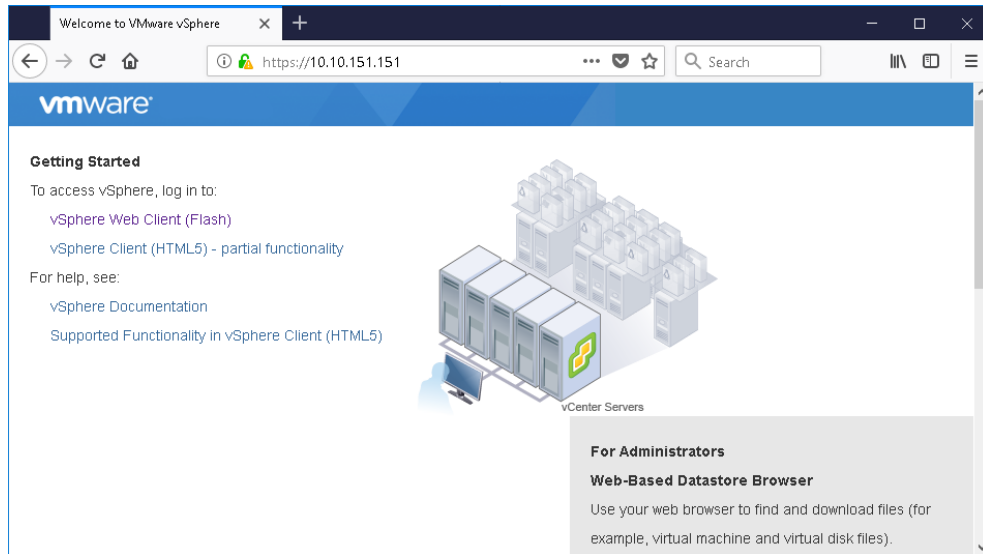 Welcome to VMware vSphere
https://10.10.151.151
Search
vmware
Getting Started
To access vSphere, log in to:
vSphere Web Client (Flash)
vSphere Client (HTML5) - partial functionality
For help, see:
vSphere Documentation
Supported Functionality in vSphere Client (HTML5)
vCenter Servers
For Administrators
Web-Based Datastore Browser
Use your web browser to find and download files (for
example, virtual machine and virtual disk files).